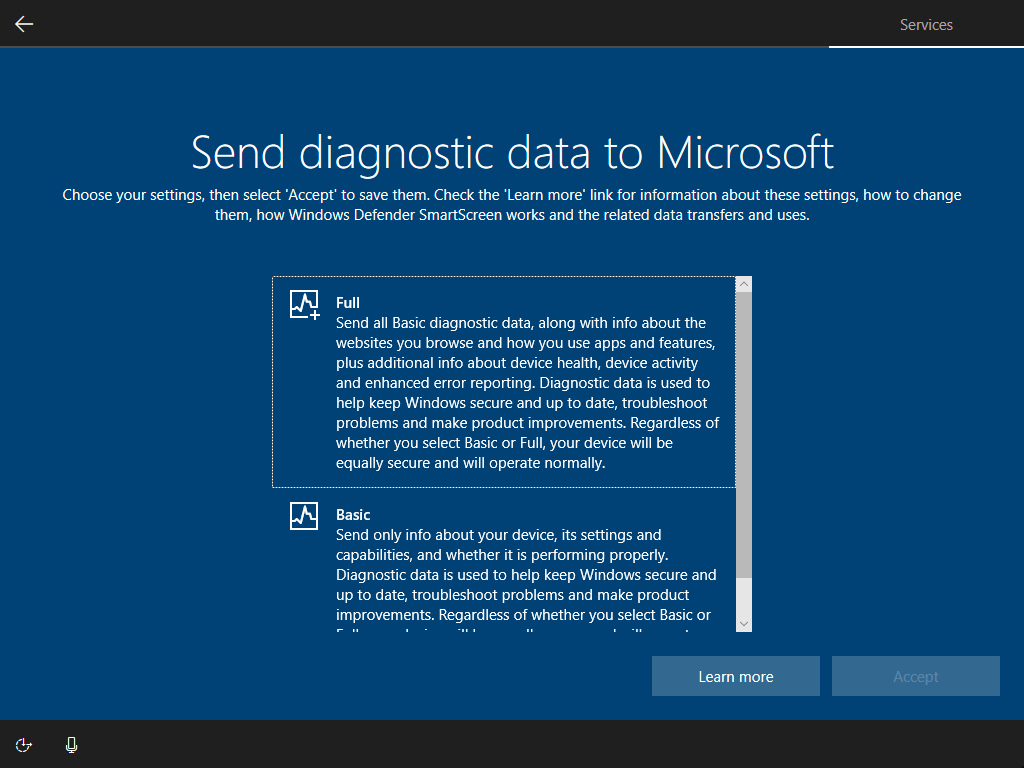 Services
Send diagnostic data to Microsoft
Choose your settings, then select 'Accept' to save them. Check the 'Learn more' link for information about these settings, how to change
them, how Windows Defender SmartScreen works and the related data transfers and uses.
Full
Send all Basic diagnostic data, along with info about the
websites you browse and how you use apps and features,
plus additional info about device health, device activity
and enhanced error reporting. Diagnostic data is used to
help keep Windows secure and up to date, troubleshoot
problems and make product improvements. Regardless of
whether you select Basic or Full, your device will be
equally secure and will operate normally.
Basic
Send only info about your device, its settings and
capabilities, and whether it is performing properly.
Diagnostic data is used to help keep Windows secure and
up to date, troubleshoot problems and make product
improvements. Regardless of whether you select Basic or
Learn more
Accept